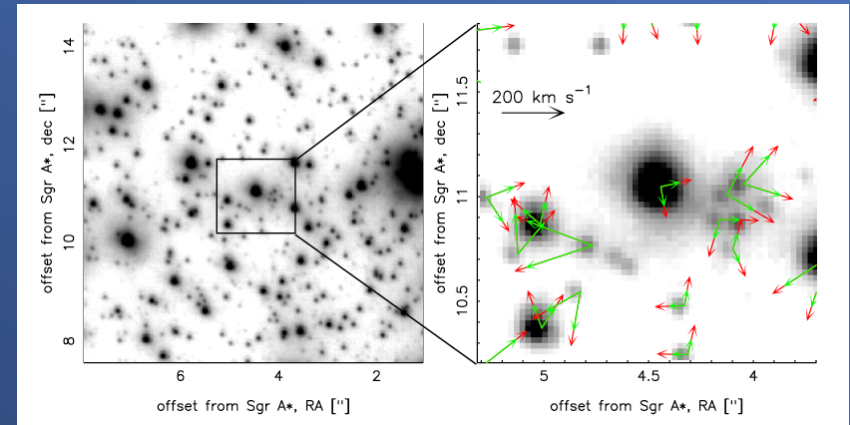 14
12
10
8
offset from Sgr A*, dec ["]
6 4 2
offset from Sgr A*, RA ["]
200 km s⁻¹
11.5
11
10.5
offset from Sgr A*, dec ["]
5 4.5 4
offset from Sgr A*, RA ["]